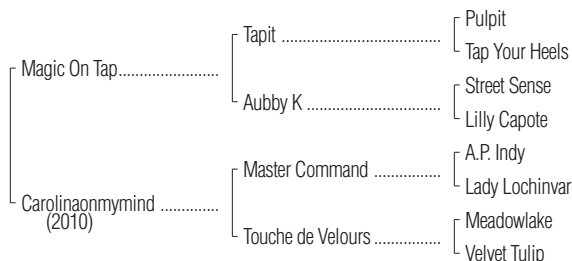 Pulpit
Tapit ........................................
Tap Your Heels
Magic On Tap........................
Street Sense
Aubby K ................................
Lilly Capote
A.P. Indy
Master Command ...................
Lady Lochinvar
Carolinaonmymind ..............
(2010)
Meadowlake
Touche de Velours...................
Velvet Tulip